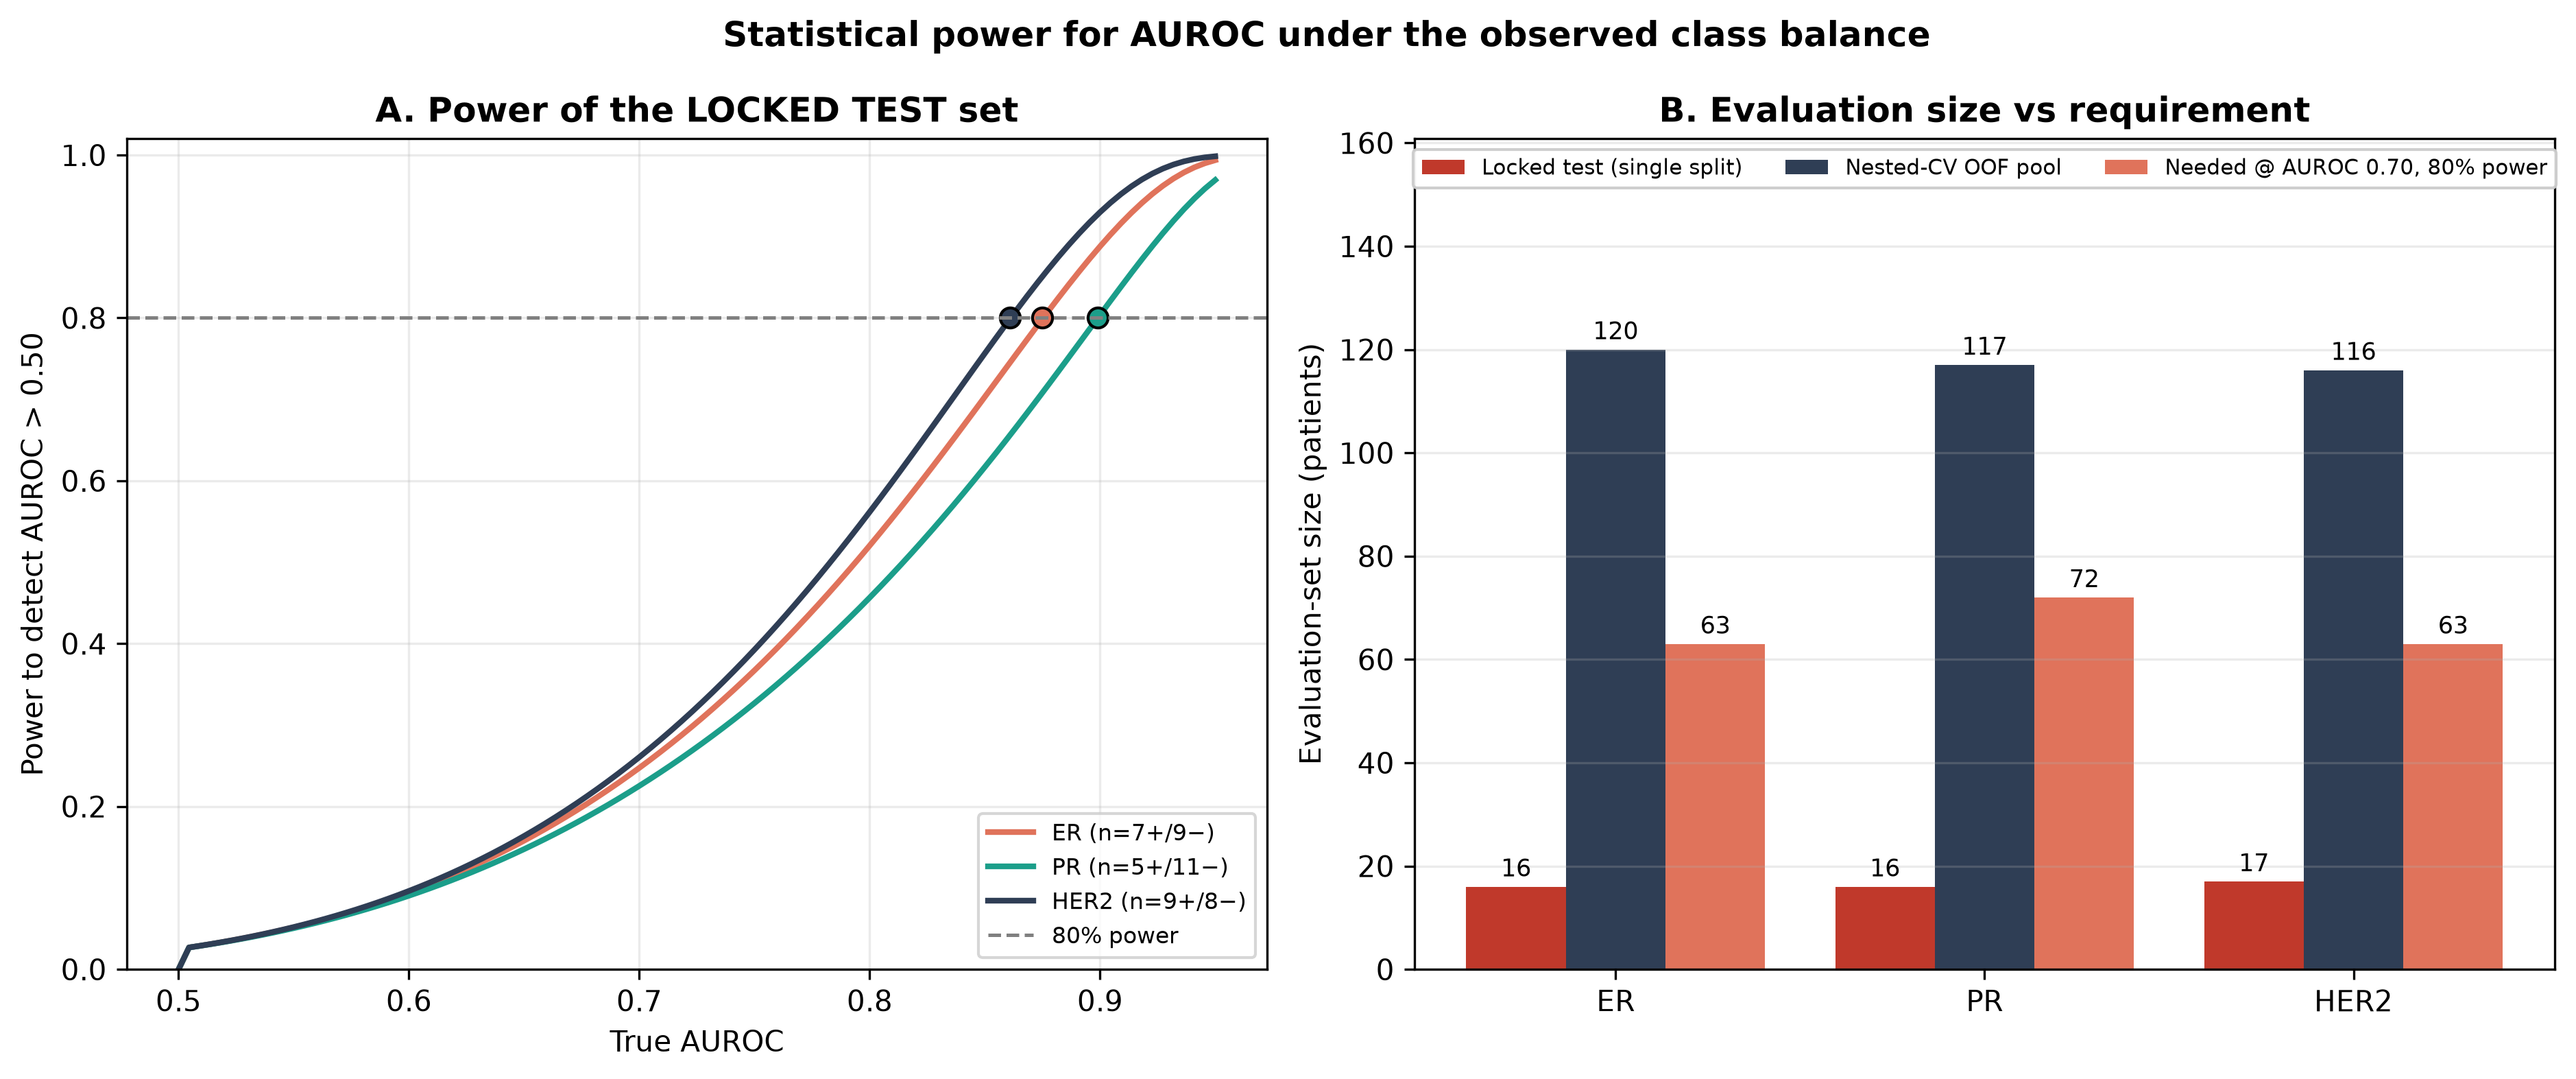 Statistical power for AUROC under the observed class balance
A. Power of the LOCKED TEST set
Power to detect AUROC > 0.50
1.0
0.8
0.6
0.4
0.2
0.0
0.5
0.6
0.7
0.8
0.9
True AUROC
ER (n=7+/9−)
PR (n=5+/11−)
HER2 (n=9+/8−)
80% power
B. Evaluation size vs requirement
Evaluation-set size (patients)
160
140
120
100
80
60
40
20
0
Locked test (single split)
Nested-CV OOF pool
Needed @ AUROC 0.70, 80% power
16
120
63
16
117
72
17
116
63
ER
PR
HER2